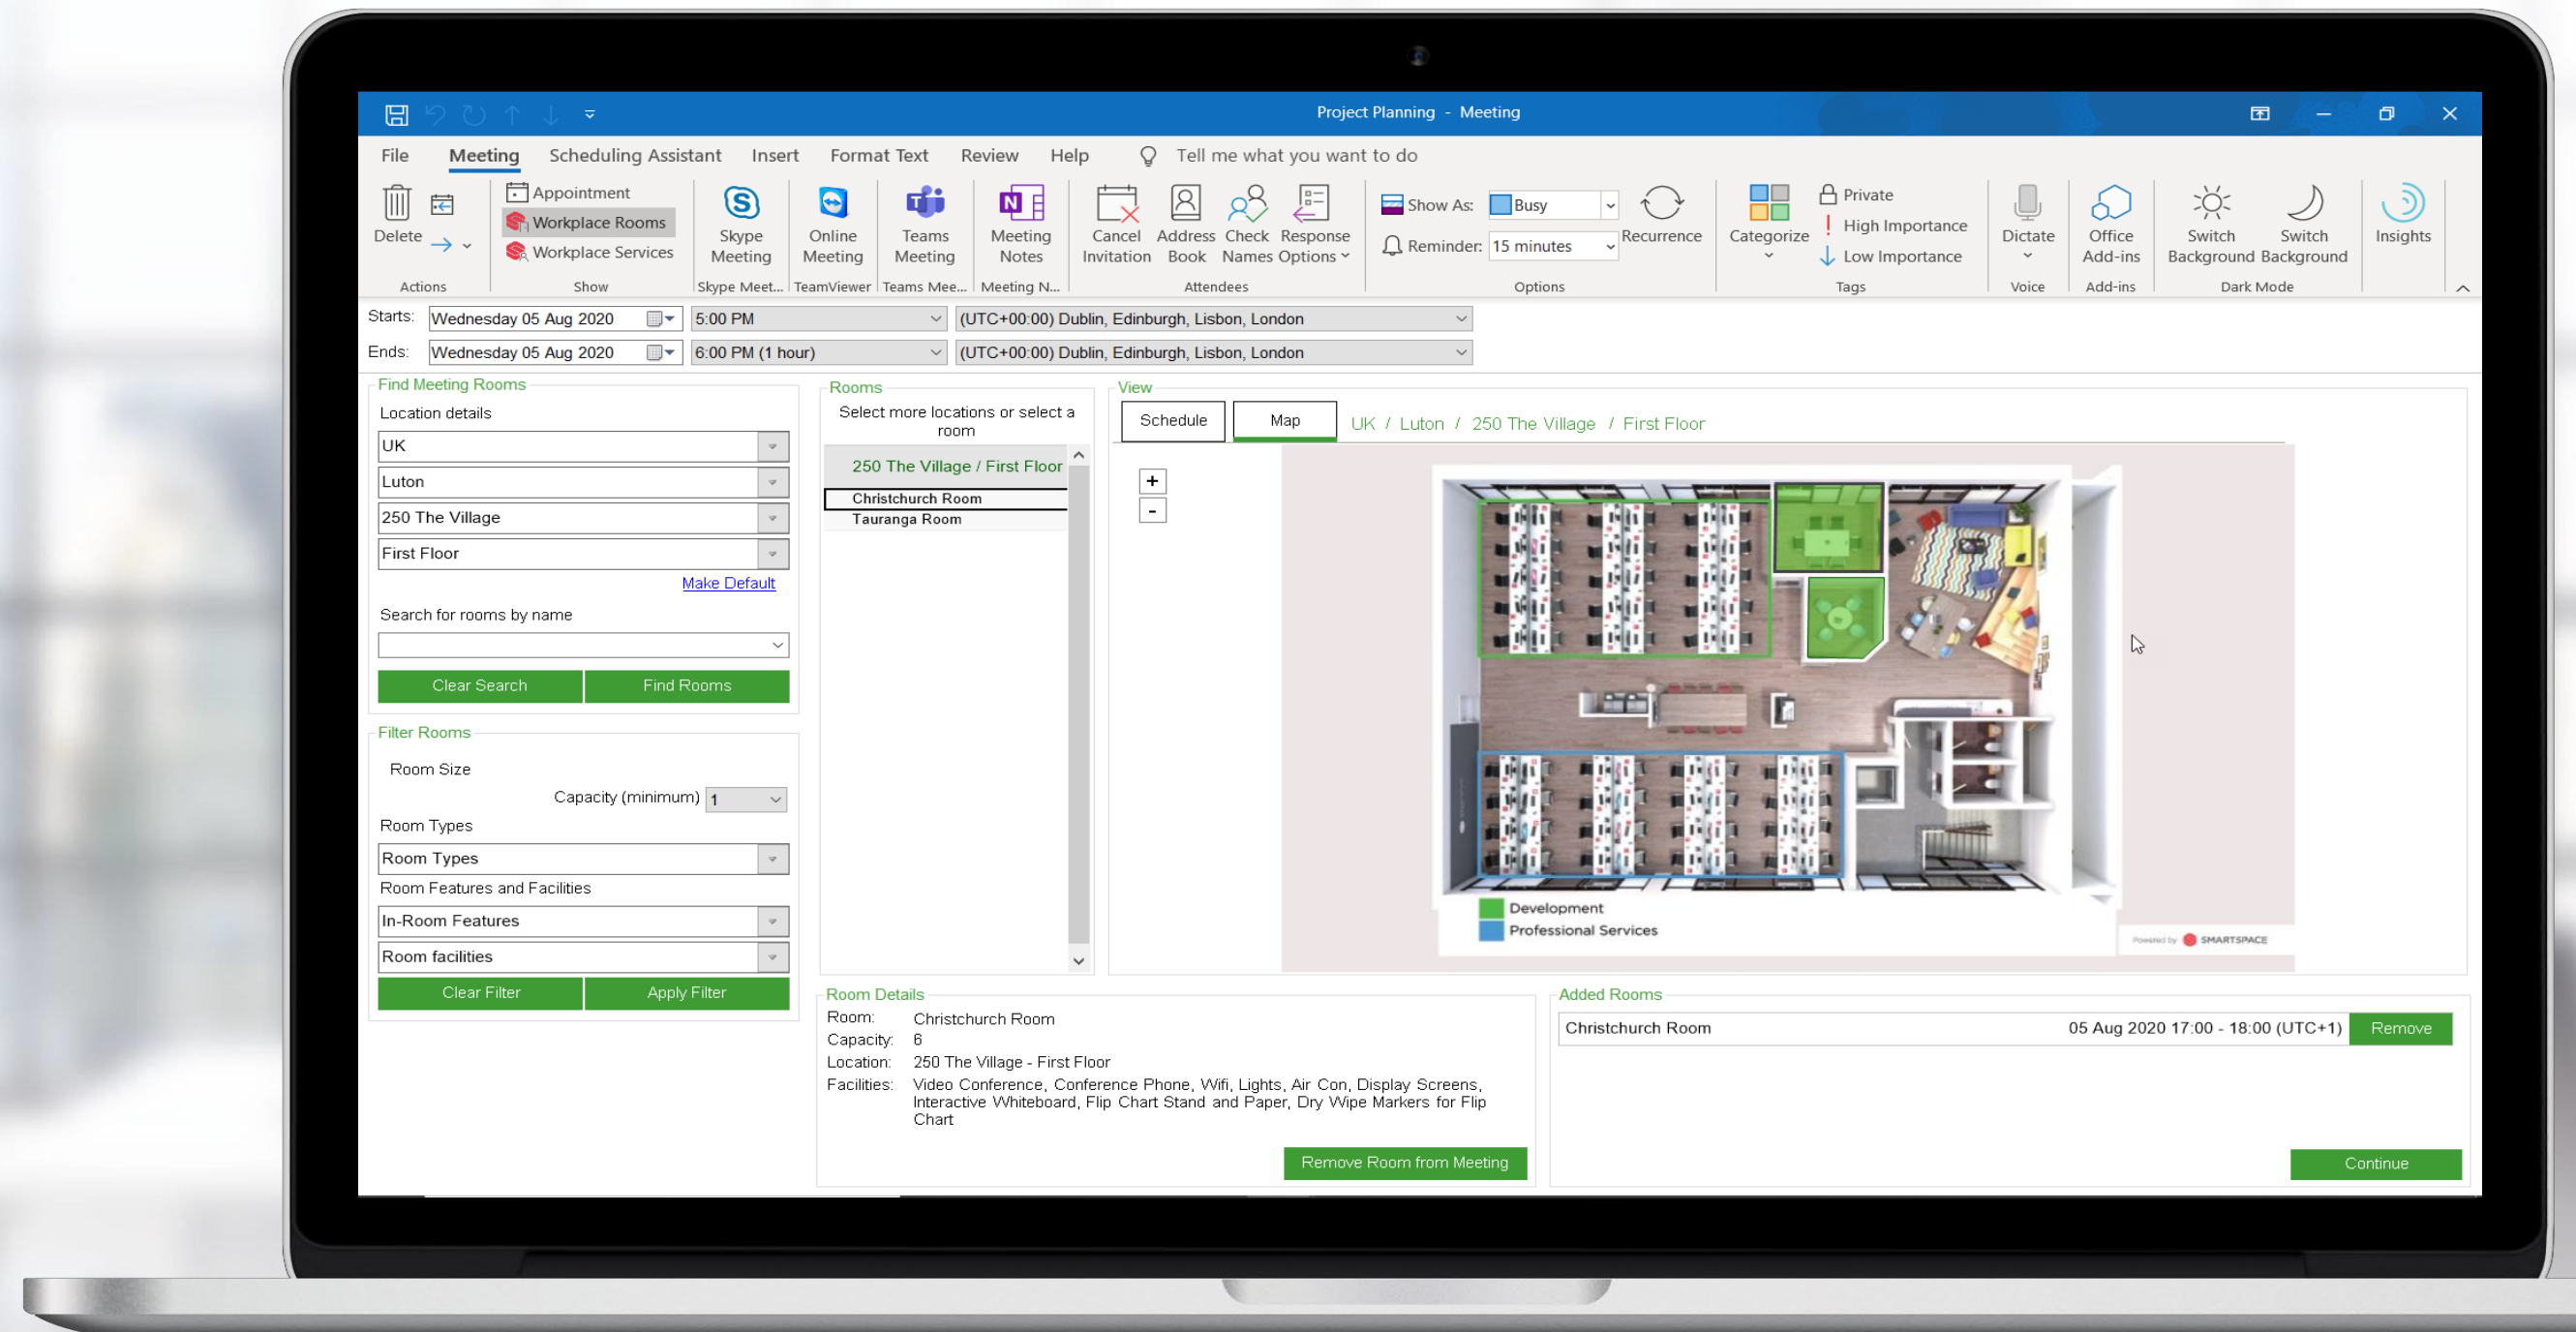 Project Planning - Meeting
File Meeting Scheduling Assistant Insert Format Text Review Help Tell me what you want to do
Delete
Appointment
Workplace Rooms
Workplace Services
Skype Meeting
Online Meeting
Teams Meeting
Meeting Notes
Cancel Invitation
Address Book
Check Names
Response Options
Show As: Busy
Reminder: 15 minutes
Recurrence
Categorize
Private
High Importance
Low Importance
Dictate
Office Add-ins
Switch Background
Switch Background
Insights
Actions Show Skype Meet... TeamViewer Teams Mee... Meeting N... Attendees Options Tags Voice Add-ins Dark Mode
Starts: Wednesday 05 Aug 2020 5:00 PM (UTC+00:00) Dublin, Edinburgh, Lisbon, London
Ends: Wednesday 05 Aug 2020 6:00 PM (1 hour) (UTC+00:00) Dublin, Edinburgh, Lisbon, London
Find Meeting Rooms
Location details
UK
Luton
250 The Village
First Floor
Make Default
Search for rooms by name
Clear Search Find Rooms
Filter Rooms
Room Size
Capacity (minimum) 1
Room Types
Room Types
Room Features and Facilities
In-Room Features
Room facilities
Clear Filter Apply Filter
Rooms
Select more locations or select a
room
250 The Village / First Floor
Christchurch Room
Tauranga Room
View
Schedule Map UK / Luton / 250 The Village / First Floor
+
-
Development
Professional Services
Powered by SMARTSPACE
Room Details
Room: Christchurch Room
Capacity: 6
Location: 250 The Village - First Floor
Facilities: Video Conference, Conference Phone, Wifi, Lights, Air Con, Display Screens,
Interactive Whiteboard, Flip Chart Stand and Paper, Dry Wipe Markers for Flip
Chart
Remove Room from Meeting
Added Rooms
Christchurch Room 05 Aug 2020 17:00 - 18:00 (UTC+1) Remove
Continue